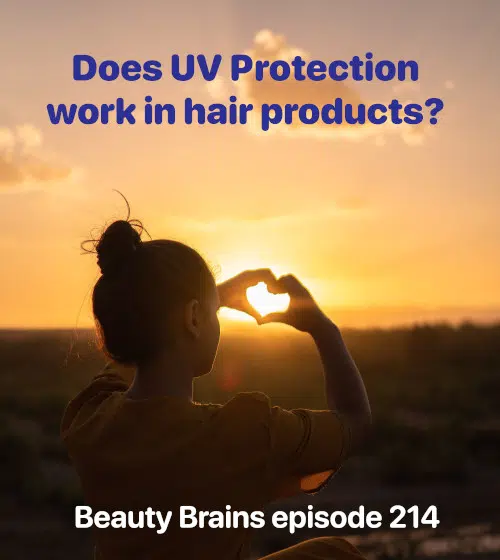 Does UV Protection
work in hair products?
Beauty Brains episode 214